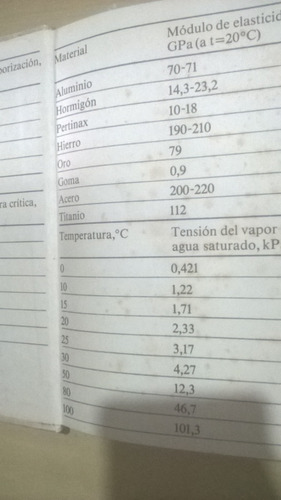 porización,
ra crítica,
Material Módulo de elasticid
GPa (a t=20°C)
Aluminio 70-71
Hormigón 14,3-23,2
Pertinax 10-18
Hierro 190-210
Oro 79
Goma 0,9
Acero 200-220
Titanio 112
Temperatura,°C Tensión del vapor
agua saturado, kP
0 0,421
10 1,22
15 1,71
20 2,33
25 3,17
30 4,27
50 12,3
80 46,7
100 101,3